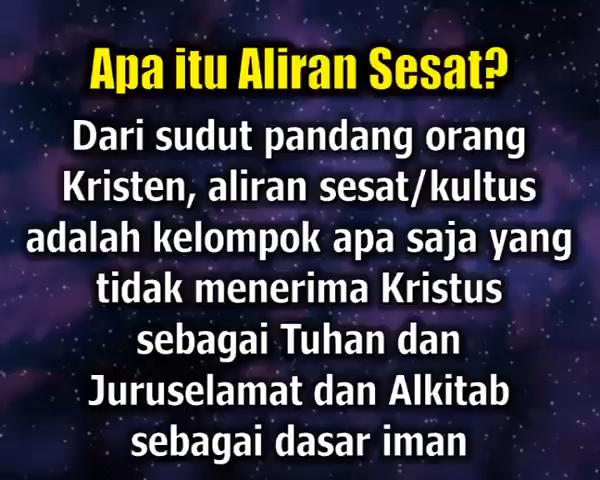 Apa itu Aliran Sesat?
Dari sudut pandang orang
Kristen, aliran sesat/kultus
adalah kelompok apa saja yang
tidak menerima Kristus
sebagai Tuhan dan
Juruselamat dan Alkitab
sebagai dasar iman